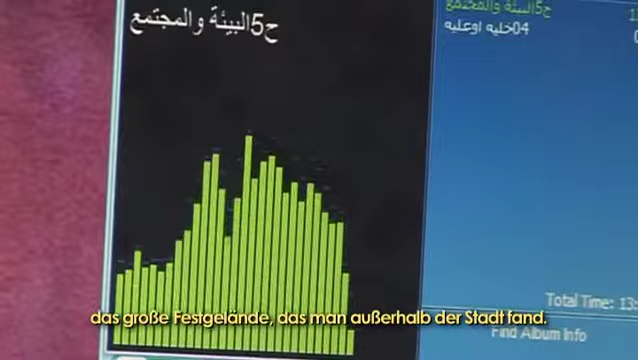 ح5البيئة والمجتمع
ح5البيئة والمجتمع
04خليه اوعليه
Total Time: 13:
Find Album Info
das große Festgelände, das man außerhalb der Stadt fand.